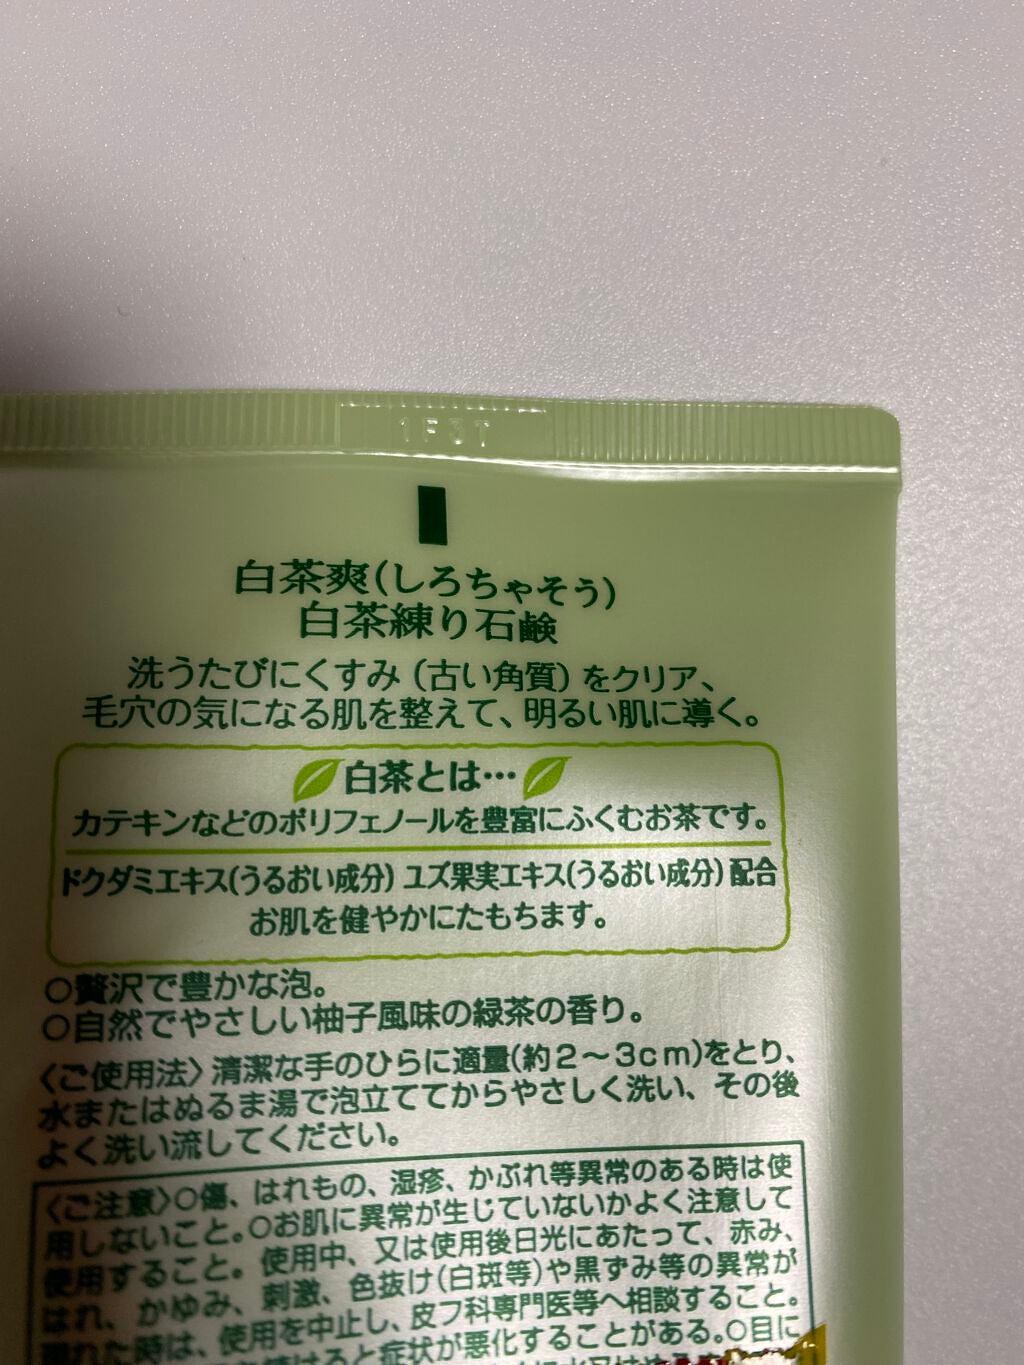 1F3T
白茶爽(しろちゃそう)
白茶練り石鹸
洗うたびにくすみ(古い角質)をクリア、
毛穴の気になる肌を整えて、明るい肌に導く。
白茶とは…
カテキンなどのポリフェノールを豊富にふくむお茶です。
ドクダミエキス(うるおい成分) ユズ果実エキス(うるおい成分)配合
お肌を健やかにたもちます。
○贅沢で豊かな泡。
○自然でやさしい柚子風味の緑茶の香り。
〈ご使用法〉清潔な手のひらに適量(約2～3cm)をとり、
水またはぬるま湯で泡立ててからやさしく洗い、その後
よく洗い流してください。
〈ご注意〉○傷、はれもの、湿疹、かぶれ等異常のある時は使
用しないこと。○お肌に異常が生じていないかよく注意して
使用すること。使用中、又は使用後日光にあたって、赤み、
はれ、かゆみ、刺激、色抜け(白斑等)や黒ずみ等の異常が
現れた時は、使用を中止し、皮フ科専門医等へ相談すること。
と症状が悪化することがある。○目に